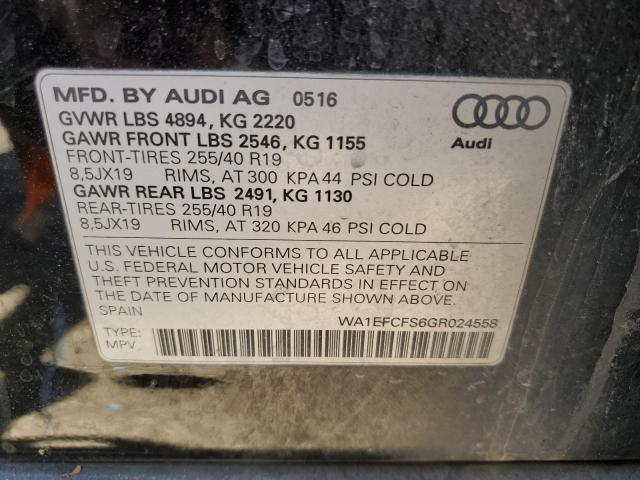 MFD. BY AUDI AG 0516
GVWR LBS 4894, KG 2220
GAWR FRONT LBS 2546, KG 1155
FRONT-TIRES 255/40 R19
8,5JX19 RIMS, AT 300 KPA 44 PSI COLD
GAWR REAR LBS 2491, KG 1130
REAR-TIRES 255/40 R19
8,5JX19 RIMS, AT 320 KPA 46 PSI COLD
Audi
THIS VEHICLE CONFORMS TO ALL APPLICABLE
U.S. FEDERAL MOTOR VEHICLE SAFETY AND
THEFT PREVENTION STANDARDS IN EFFECT ON
THE DATE OF MANUFACTURE SHOWN ABOVE.
SPAIN
WA1EFCFS6GR024558
TYPE:
MPV